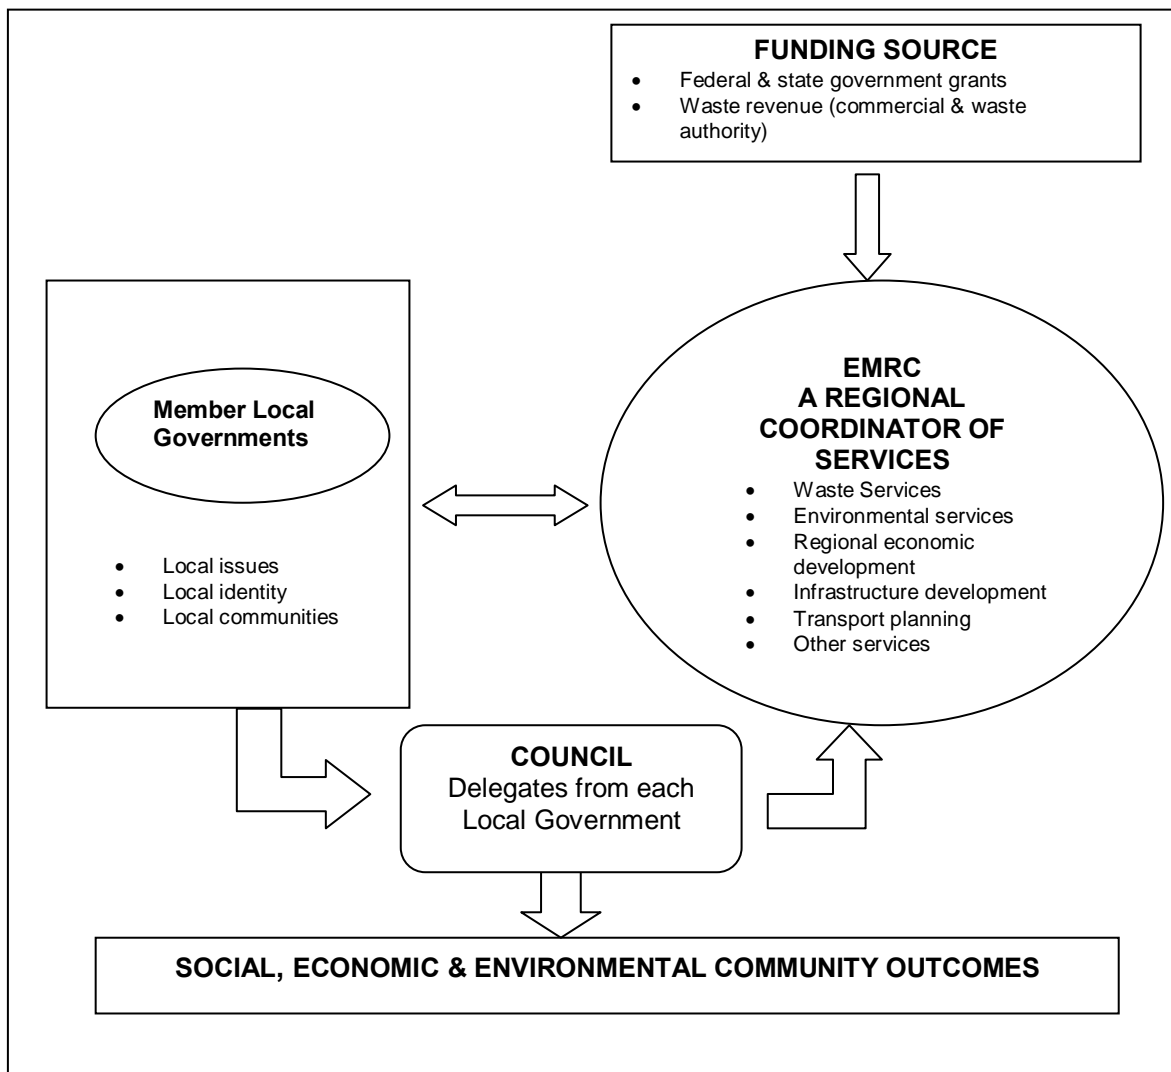 FUNDING SOURCE
• Federal & state government grants
• Waste revenue (commercial & waste
authority)
Member Local
Governments
• Local issues
• Local identity
• Local communities
EMRC
A REGIONAL
COORDINATOR OF
SERVICES
• Waste Services
• Environmental services
• Regional economic
development
• Infrastructure development
• Transport planning
• Other services
COUNCIL
Delegates from each
Local Government
SOCIAL, ECONOMIC & ENVIRONMENTAL COMMUNITY OUTCOMES